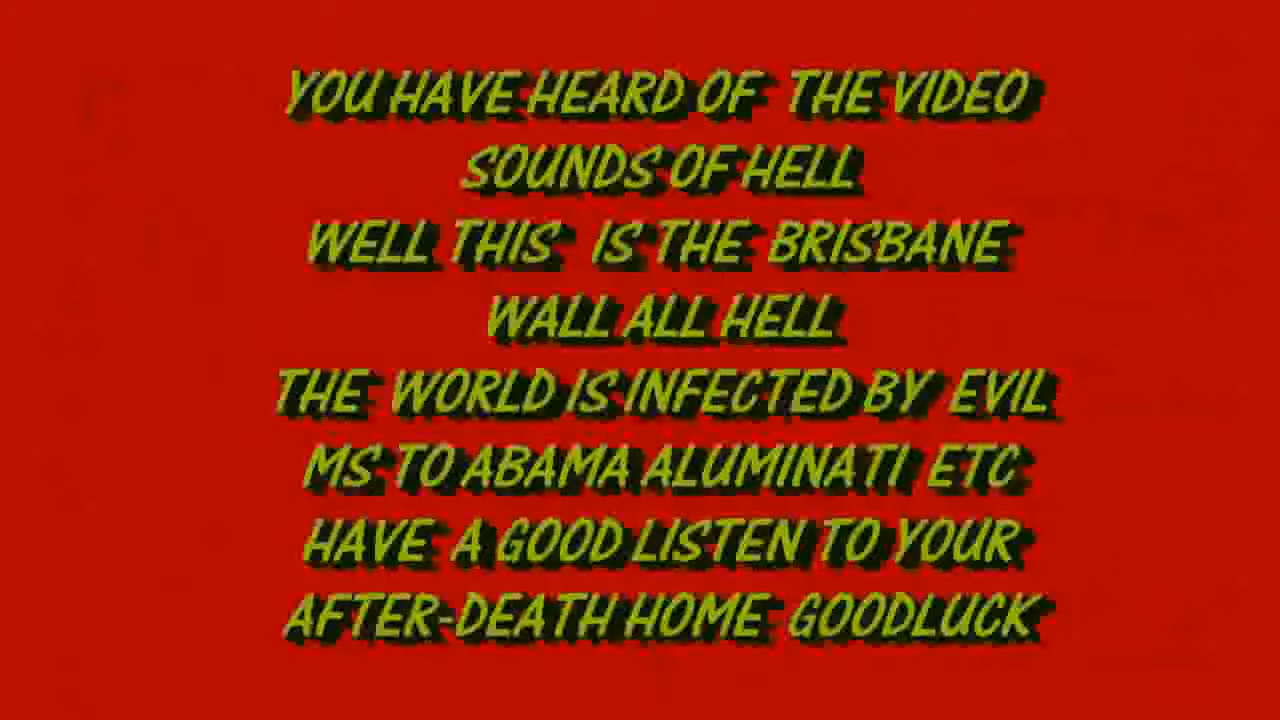 YOU HAVE HEARD OF THE VIDEO
SOUNDS OF HELL
WELL THIS IS THE BRISBANE
WALL ALL HELL
THE WORLD IS INFECTED BY EVIL
MS TO ABAMA ALUMINATI ETC
HAVE A GOOD LISTEN TO YOUR
AFTER-DEATH HOME GOODLUCK